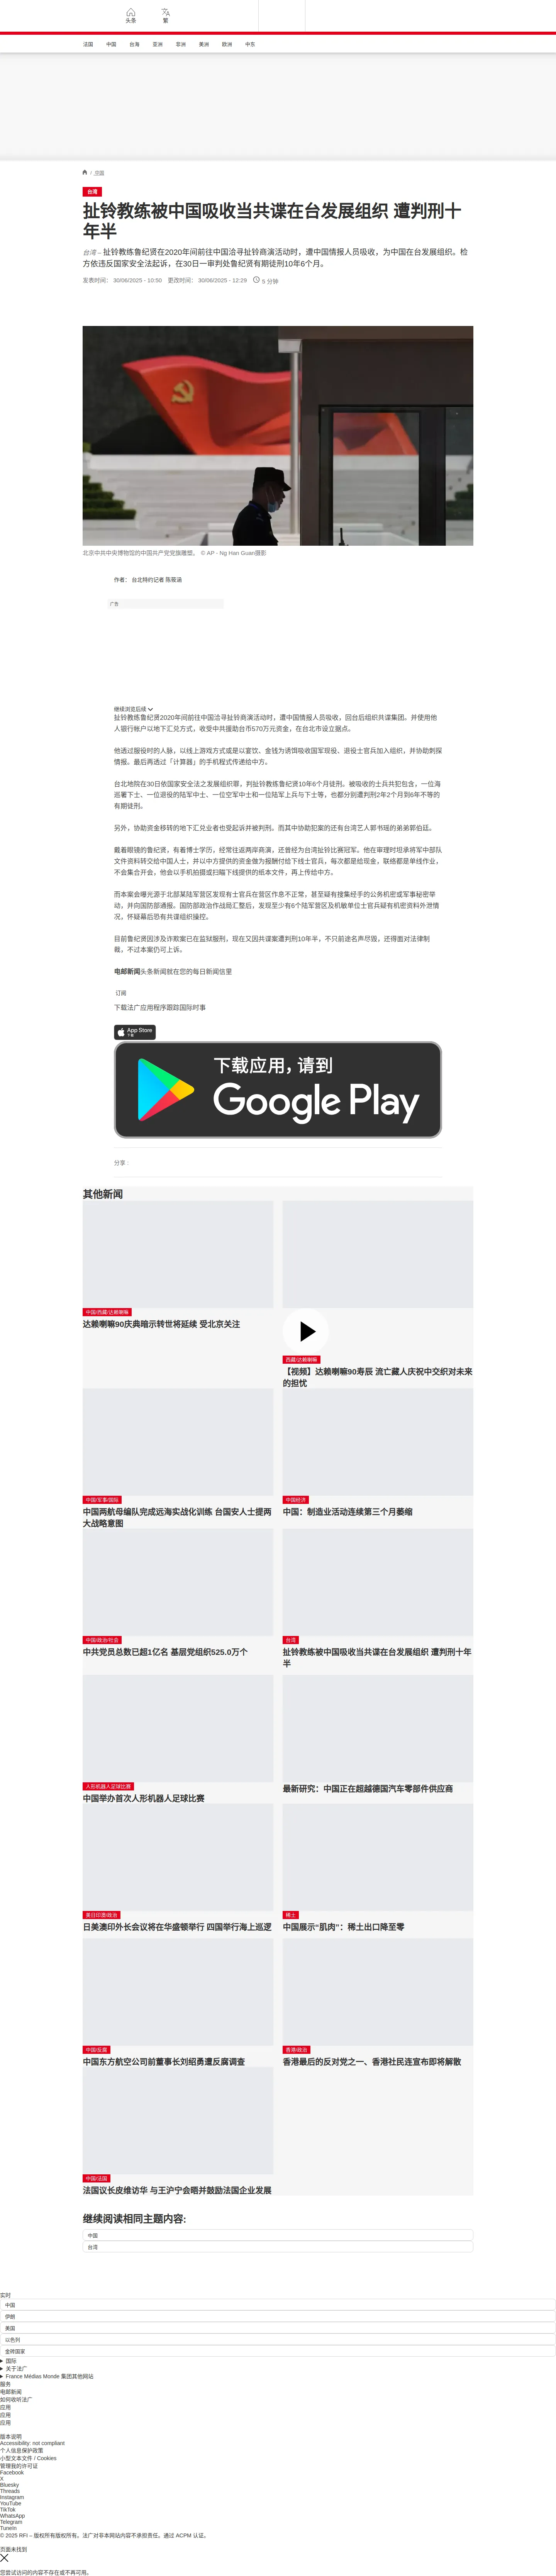 头条
繁
法国
中国
台海
亚洲
非洲
美洲
欧洲
中东
/ 中国
台湾
扯铃教练被中国吸收当共谍在台发展组织 遭判刑十
年半
台湾 – 扯铃教练鲁纪贤在2020年间前往中国洽寻扯铃商演活动时，遭中国情报人员吸收，为中国在台发展组织。检
方依违反国家安全法起诉，在30日一审判处鲁纪贤有期徒刑10年6个月。
发表时间： 30/06/2025 - 10:50 更改时间： 30/06/2025 - 12:29 5 分钟
北京中共中央博物馆的中国共产党党旗雕塑。 © AP - Ng Han Guan摄影
作者： 台北特约记者 陈筱涵
广告
继续浏览后续
扯铃教练鲁纪贤2020年间前往中国洽寻扯铃商演活动时，遭中国情报人员吸收，回台后组织共谍集团。并使用他
人银行帐户以地下汇兑方式，收受中共援助台币570万元资金，在台北市设立据点。
他透过服役时的人脉，以线上游戏方式或是以宴饮、金钱为诱饵吸收国军现役、退役士官兵加入组织，并协助刺探
情报。最后再透过「计算器」的手机程式传递给中方。
台北地院在30日依国家安全法之发展组织罪，判扯铃教练鲁纪贤10年6个月徒刑。被吸收的士兵共犯包含，一位海
巡署下士、一位退役的陆军中士、一位空军中士和一位陆军上兵与下士等，也都分别遭判刑2年2个月到6年不等的
有期徒刑。
另外，协助资金移转的地下汇兑业者也受起诉并被判刑。而其中协助犯案的还有台湾艺人郭书瑶的弟弟郭伯廷。
戴着眼镜的鲁纪贤，有着博士学历，经常往返两岸商演，还曾经为台湾扯铃比赛冠军。他在审理时坦承将军中部队
文件资料转交给中国人士，并以中方提供的资金做为报酬付给下线士官兵，每次都是给现金，联络都是单线作业，
不会集合开会，他会以手机拍摄或扫瞄下线提供的纸本文件，再上传给中方。
而本案会曝光源于北部某陆军营区发现有士官兵在营区作息不正常，甚至疑有搜集经手的公务机密或军事秘密举
动，并向国防部通报。国防部政治作战局汇整后，发现至少有6个陆军营区及机敏单位士官兵疑有机密资料外泄情
况，怀疑幕后恐有共谍组织操控。
目前鲁纪贤因涉及诈欺案已在监狱服刑，现在又因共谍案遭判刑10年半，不只前途名声尽毁，还得面对法律制
裁，不过本案仍可上诉。
电邮新闻头条新闻就在您的每日新闻信里
订阅
下载法广应用程序跟踪国际时事
App Store
下载
下载应用，请到
Google Play
分享 :
其他新闻
中国/西藏/达赖喇嘛
达赖喇嘛90庆典暗示转世将延续 受北京关注
西藏/达赖喇嘛
【视频】达赖喇嘛90寿辰 流亡藏人庆祝中交织对未来
的担忧
中国/军事/国际
中国两航母编队完成远海实战化训练 台国安人士提两
大战略意图
中国经济
中国：制造业活动连续第三个月萎缩
中国/政治/社会
中共党员总数已超1亿名 基层党组织525.0万个
台湾
扯铃教练被中国吸收当共谍在台发展组织 遭判刑十年
半
人形机器人足球比赛
中国举办首次人形机器人足球比赛
最新研究：中国正在超越德国汽车零部件供应商
美日印澳/政治
日美澳印外长会议将在华盛顿举行 四国举行海上巡逻
稀土
中国展示“肌肉”：稀土出口降至零
中国/反腐
中国东方航空公司前董事长刘绍勇遭反腐调查
香港/政治
香港最后的反对党之一、香港社民连宣布即将解散
中国/法国
法国议长皮维访华 与王沪宁会晤并鼓励法国企业发展
继续阅读相同主题内容:
中国
台湾
实时
中国
伊朗
美国
以色列
金砖国家
国际
关于法广
France Médias Monde 集团其他网站
服务
电邮新闻
如何收听法广
应用
应用
应用
版本说明
Accessibility: not compliant
个人信息保护政策
小型文本文件 / Cookies
管理我的许可证
Facebook
X
Bluesky
Threads
Instagram
YouTube
TikTok
WhatsApp
Telegram
TuneIn
© 2025 RFI – 版权所有版权所有。法广对非本网站内容不承担责任。通过 ACPM 认证。
页面未找到
您尝试访问的内容不存在或不再可用。